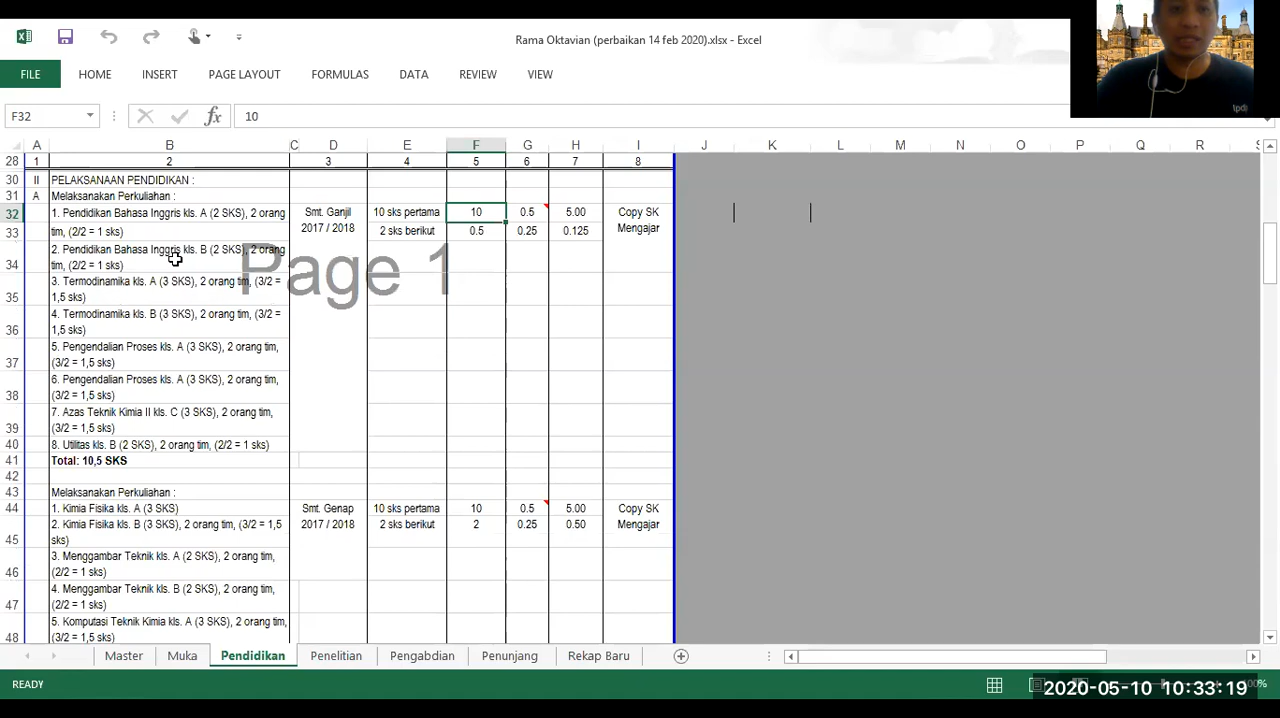 Rama Oktavian (perbaikan 14 feb 2020).xlsx - Excel
FILE HOME INSERT PAGE LAYOUT FORMULAS DATA REVIEW VIEW
F32 fx 10
A B C D E F G H I J K L M N O P Q R
28 1 2 3 4 5 6 7 8
30 II PELAKSANAAN PENDIDIKAN :
31 A Melaksanakan Perkuliahan :
32 1. Pendidikan Bahasa Inggris kls. A (2 SKS), 2 orang Smt. Ganjil 10 sks pertama 10 0.5 5.00 Copy SK
33 tim, (2/2 = 1 sks) 2017 / 2018 2 sks berikut 0.5 0.25 0.125 Mengajar
2. Pendidikan Bahasa Inggris kls. B (2 SKS), 2 orang
34 tim, (2/2 = 1 sks)
Page 1
3. Termodinamika kls. A (3 SKS), 2 orang tim, (3/2 =
35 1,5 sks)
4. Termodinamika kls. B (3 SKS), 2 orang tim, (3/2 =
36 1,5 sks)
5. Pengendalian Proses kls. A (3 SKS), 2 orang tim,
37 (3/2 = 1,5 sks)
6. Pengendalian Proses kls. A (3 SKS), 2 orang tim,
38 (3/2 = 1,5 sks)
7. Azas Teknik Kimia II kls. C (3 SKS), 2 orang tim,
39 (3/2 = 1,5 sks)
40 8. Utilitas kls. B (2 SKS), 2 orang tim, (2/2 = 1 sks)
41 Total: 10,5 SKS
42
43 Melaksanakan Perkuliahan :
44 1. Kimia Fisika kls. A (3 SKS) Smt. Genap 10 sks pertama 10 0.5 5.00 Copy SK
2. Kimia Fisika kls. B (3 SKS), 2 orang tim, (3/2 = 1,5 2017 / 2018 2 sks berikut 2 0.25 0.50 Mengajar
45 sks)
3. Menggambar Teknik kls. A (2 SKS), 2 orang tim,
46 (2/2 = 1 sks)
4. Menggambar Teknik kls. B (2 SKS), 2 orang tim,
47 (2/2 = 1 sks)
5. Komputasi Teknik Kimia kls. A (3 SKS), 2 orang tim,
48 (3/2 = 1,5 sks)
Master Muka Pendidikan Penelitian Pengabdian Penunjang Rekap Baru
READY
2020-05-10 10:33:19